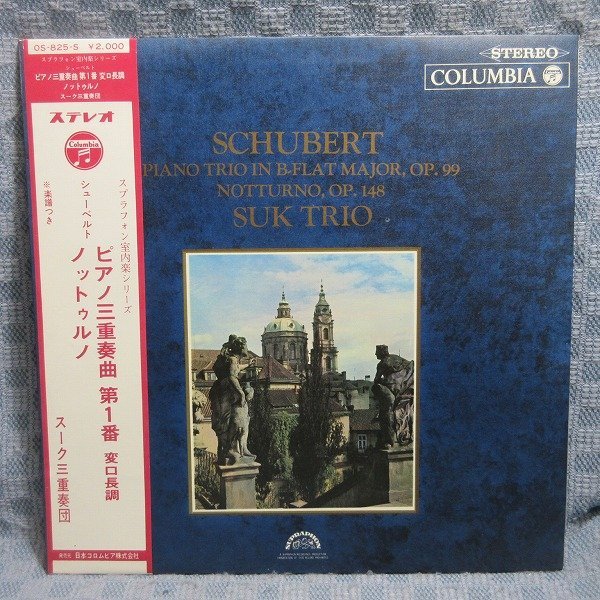 OS-825-S ¥2,000
スプラフォン室内楽シリーズ
シューベルト
ピアノ三重奏曲 第1番 変ロ長調
ノットゥルノ
スーク三重奏団
ステレオ
Columbia
スプラフォン室内楽シリーズ
シューベルト
ピアノ三重奏曲 第1番 変ロ長調
ノットゥルノ
スーク三重奏団
※楽譜つき
発売元 日本コロムビア株式会社
STEREO
COLUMBIA
SCHUBERT
PIANO TRIO IN B-FLAT MAJOR, OP. 99
NOTTURNO, OP. 148
SUK TRIO
SUPRAPHON